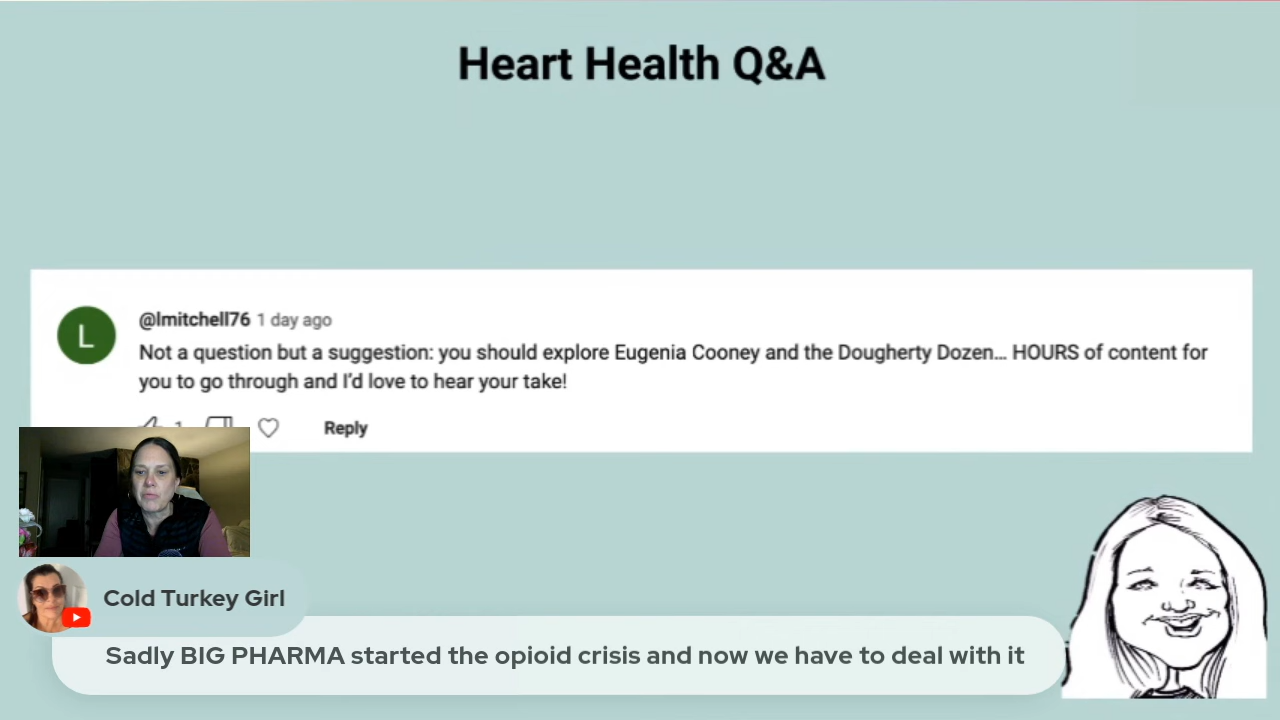 Heart Health Q&A
L
@lmitchell76 1 day ago
Not a question but a suggestion: you should explore Eugenia Cooney and the Dougherty Dozen... HOURS of content for
you to go through and I'd love to hear your take!
1
Reply
Cold Turkey Girl
Sadly BIG PHARMA started the opioid crisis and now we have to deal with it